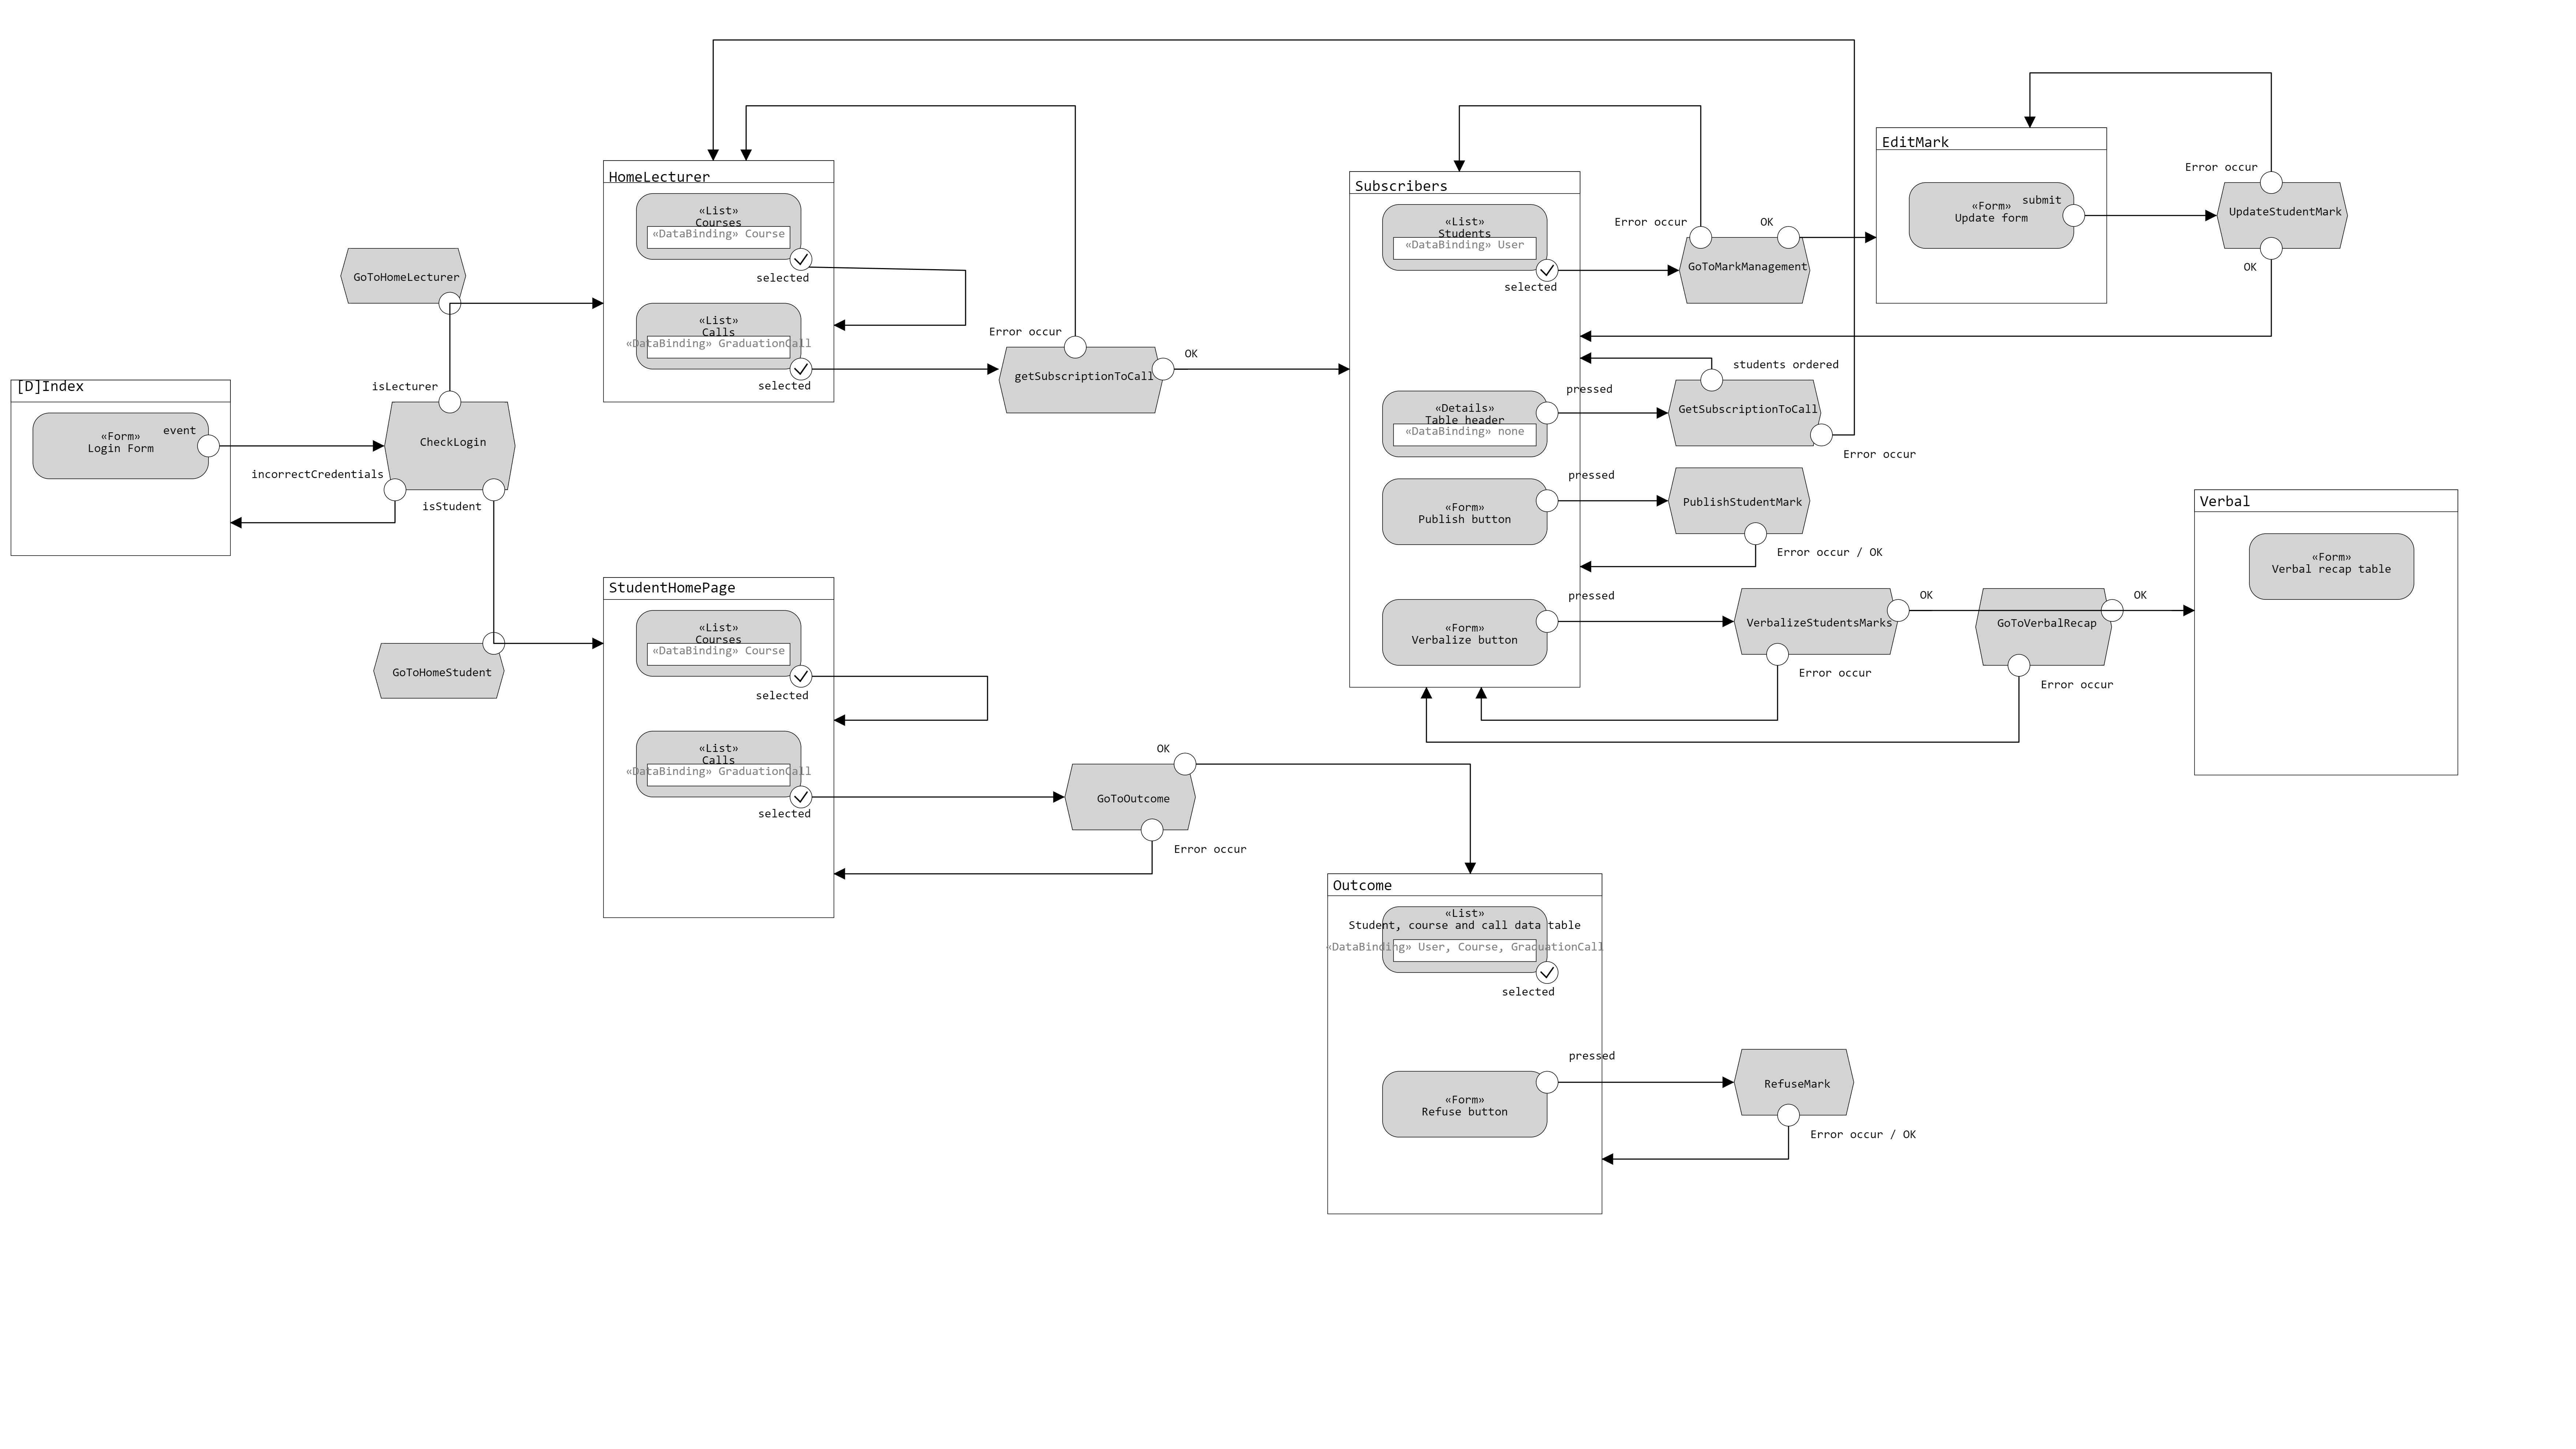 [D]Index
«Form»
Login Form
event
GoToHomeLecturer
isLecturer
CheckLogin
incorrectCredentials
isStudent
GoToHomeStudent
HomeLecturer
«List»
Courses
«DataBinding» Course
selected
«List»
Calls
«DataBinding» GraduationCall
selected
Error occur
getSubscriptionToCall
OK
StudentHomePage
«List»
Courses
«DataBinding» Course
selected
«List»
Calls
«DataBinding» GraduationCall
selected
OK
GoToOutcome
Error occur
Subscribers
«List»
Students
«DataBinding» User
selected
«Details»
Table header
«DataBinding» none
pressed
«Form»
Publish button
pressed
«Form»
Verbalize button
pressed
Error occur
OK
GoToMarkManagement
students ordered
GetSubscriptionToCall
Error occur
PublishStudentMark
Error occur / OK
VerbalizeStudentsMarks
OK
Error occur
GoToVerbalRecap
OK
Error occur
EditMark
«Form»
Update form
submit
Error occur
UpdateStudentMark
OK
Verbal
«Form»
Verbal recap table
Outcome
«List»
Student, course and call data table
«DataBinding» User, Course, GraduationCall
selected
«Form»
Refuse button
pressed
RefuseMark
Error occur / OK